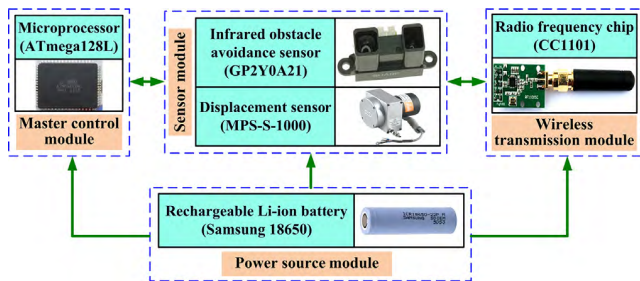 Microprocessor
(ATmega128L)
Master control
module
Sensor module
Infrared obstacle
avoidance sensor
(GP2Y0A21)
Displacement sensor
(MPS-S-1000)
Radio frequency chip
(CC1101)
Wireless
transmission module
Rechargeable Li-ion battery
(Samsung 18650)
Power source module